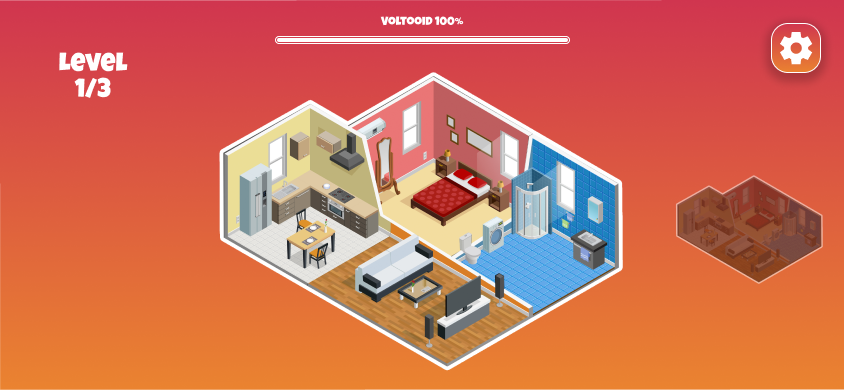 VOLTOOID 100%
Level
1/3